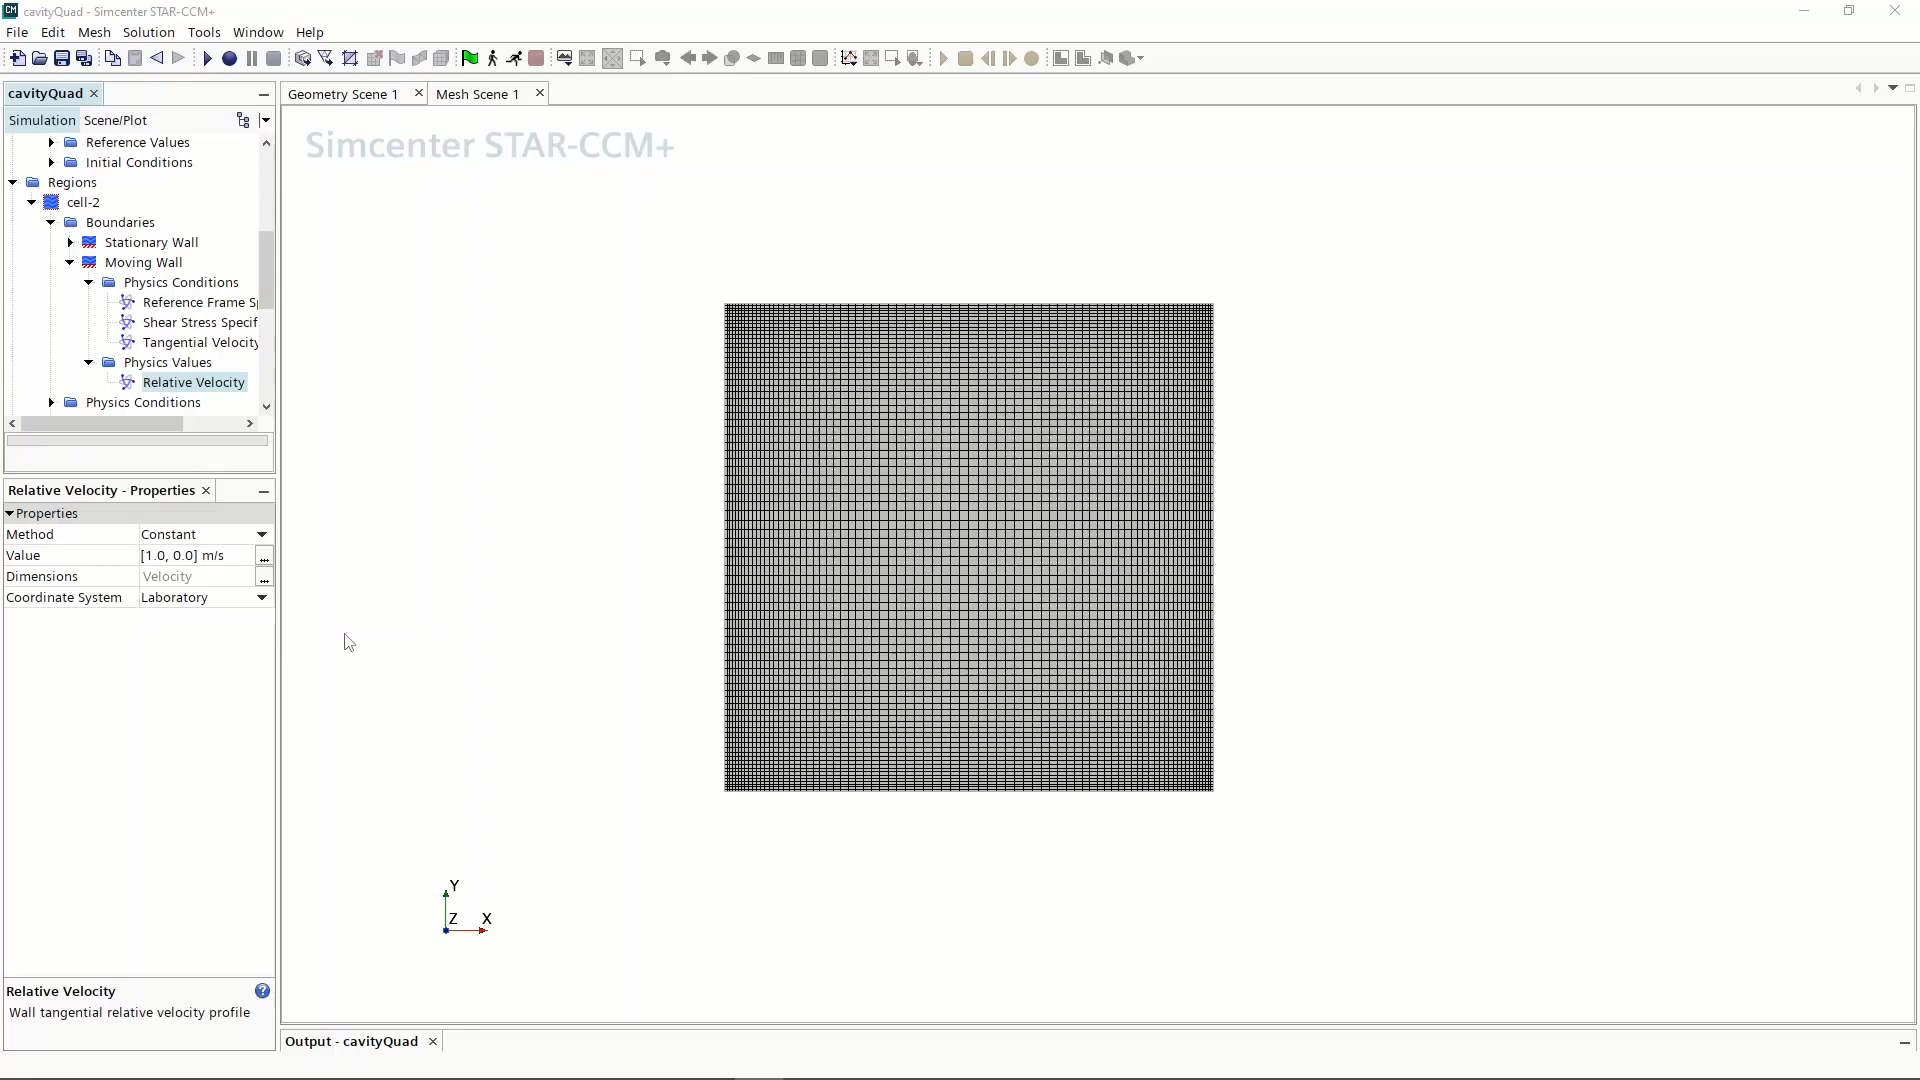 cavityQuad - Simcenter STAR-CCM+
File Edit Mesh Solution Tools Window Help
cavityQuad
Geometry Scene 1
Mesh Scene 1
Simulation Scene/Plot
Simcenter STAR-CCM+
Reference Values
Initial Conditions
Regions
cell-2
Boundaries
Stationary Wall
Moving Wall
Physics Conditions
Reference Frame Sp
Shear Stress Specif
Tangential Velocity
Physics Values
Relative Velocity
Physics Conditions
Relative Velocity - Properties
Properties
Method Constant
Value [1.0, 0.0] m/s ...
Dimensions Velocity ...
Coordinate System Laboratory
Y
Z X
Relative Velocity
Wall tangential relative velocity profile
Output - cavityQuad